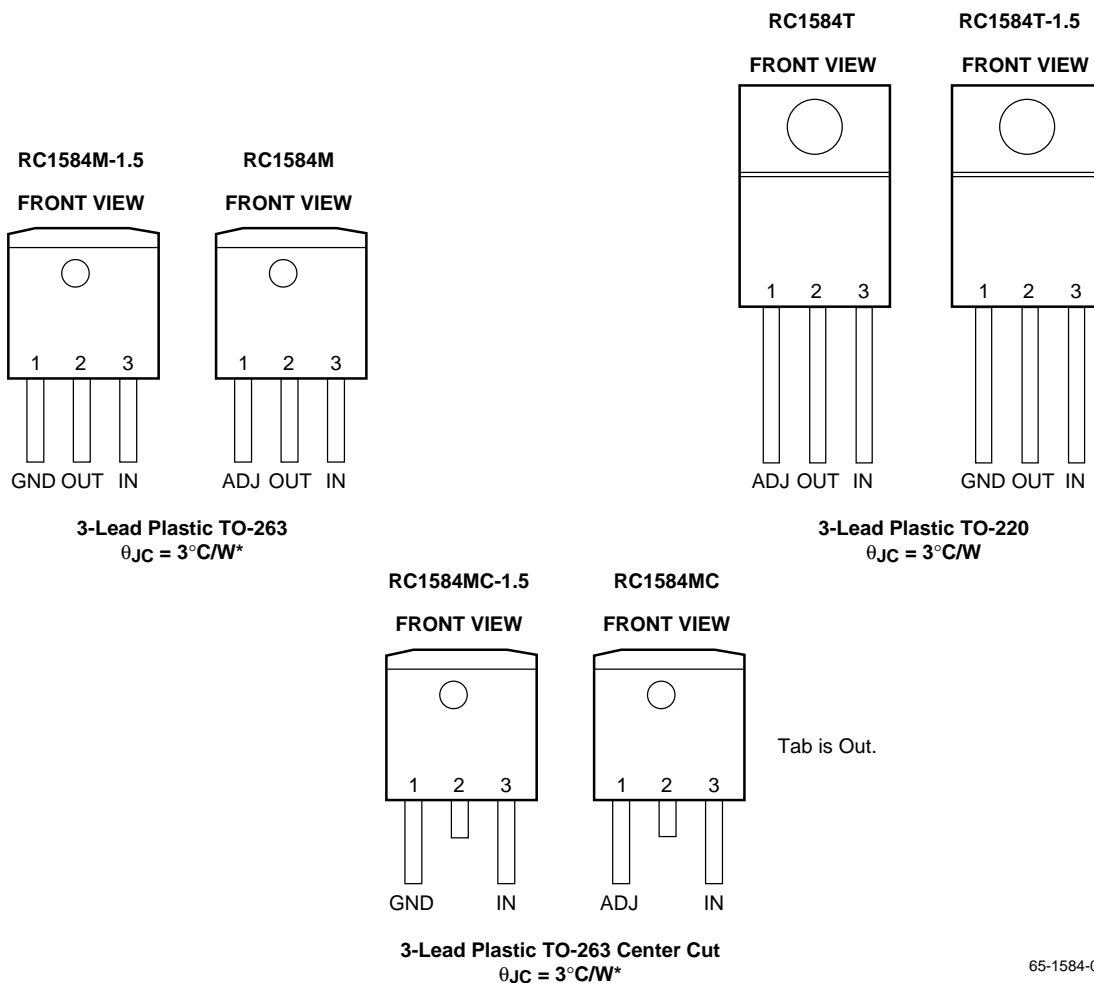 RC1584T RC1584T-1.5
FRONT VIEW FRONT VIEW
RC1584M-1.5 RC1584M
FRONT VIEW FRONT VIEW
1 2 3 1 2 3
1 2 3 1 2 3
GND OUT IN ADJ OUT IN
ADJ OUT IN GND OUT IN
3-Lead Plastic TO-263
θJC = 3°C/W*
3-Lead Plastic TO-220
θJC = 3°C/W
RC1584MC-1.5 RC1584MC
FRONT VIEW FRONT VIEW
Tab is Out.
1 2 3 1 2 3
GND IN ADJ IN
3-Lead Plastic TO-263 Center Cut
θJC = 3°C/W*
65-1584-0